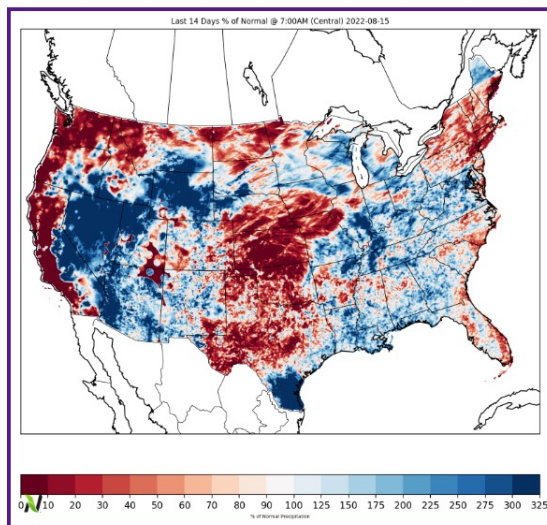 Last 14 Days % of Normal @ 7:00AM (Central) 2022-08-15
0 10 20 30 40 50 60 70 80 90 100 125 150 175 200 225 250 275 300 325
% of Normal Precipitation